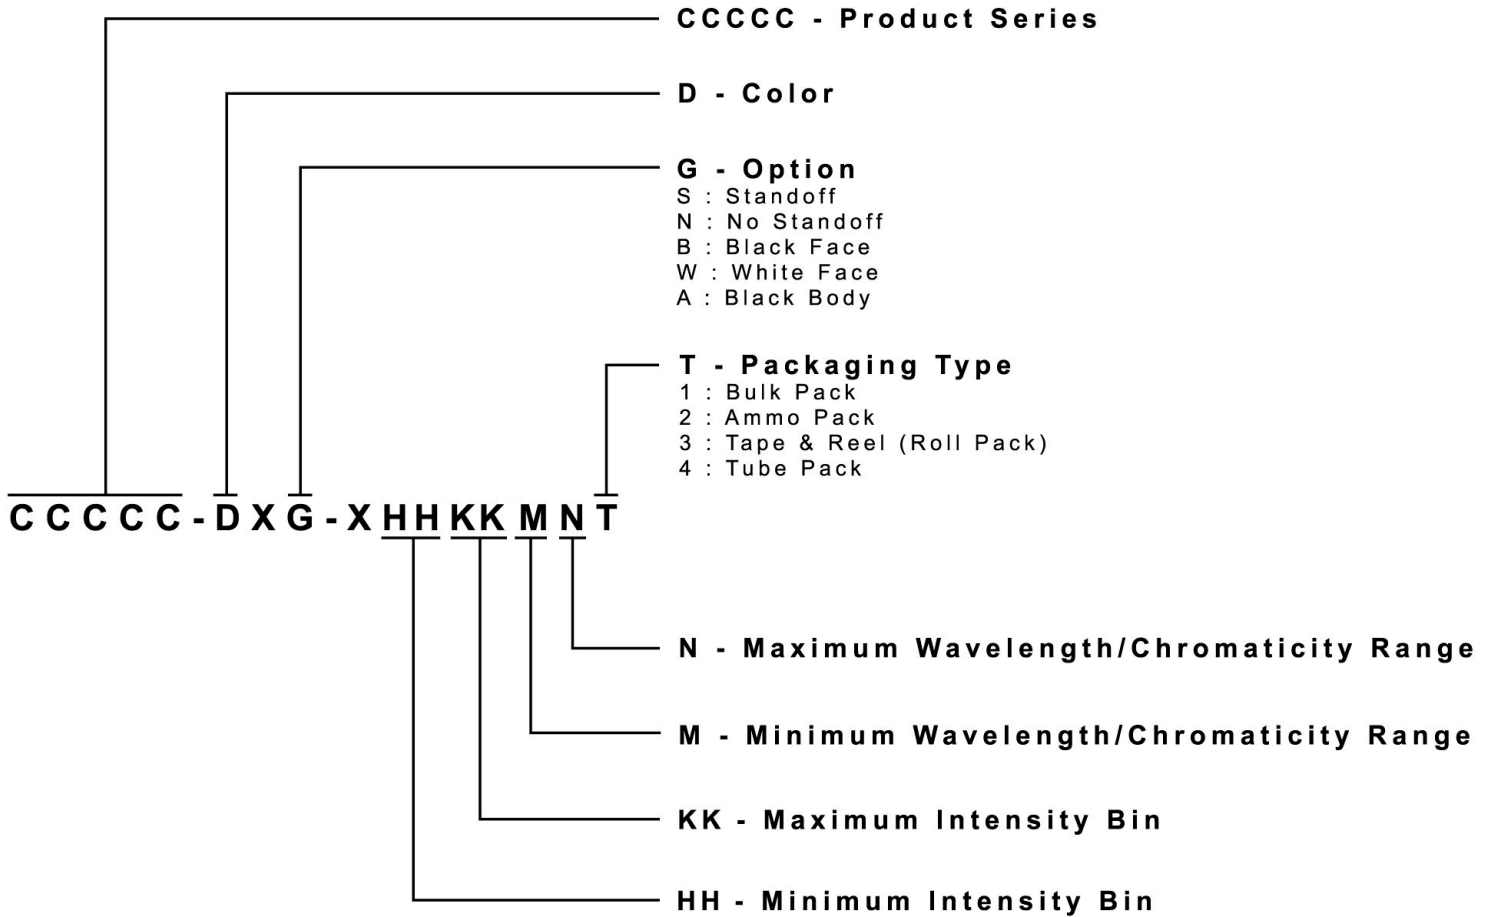 CCCCC - Product Series
D - Color
G - Option
S : Standoff
N : No Standoff
B : Black Face
W : White Face
A : Black Body
T - Packaging Type
1 : Bulk Pack
2 : Ammo Pack
3 : Tape & Reel (Roll Pack)
4 : Tube Pack
CCCCC-DXG-XHHKKMNT
N - Maximum Wavelength/Chromaticity Range
M - Minimum Wavelength/Chromaticity Range
KK - Maximum Intensity Bin
HH - Minimum Intensity Bin